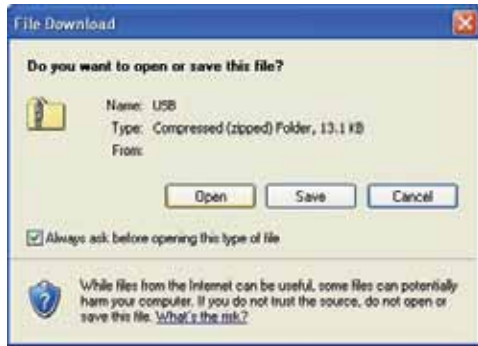 File Download
Do you want to open or save this file?
Name: USB
Type: Compressed (zipped) Folder, 13.1 KB
From:
Open Save Cancel
Always ask before opening this type of file
While files from the Internet can be useful, some files can potentially
harm your computer. If you do not trust the source, do not open or
save this file. What's the risk?